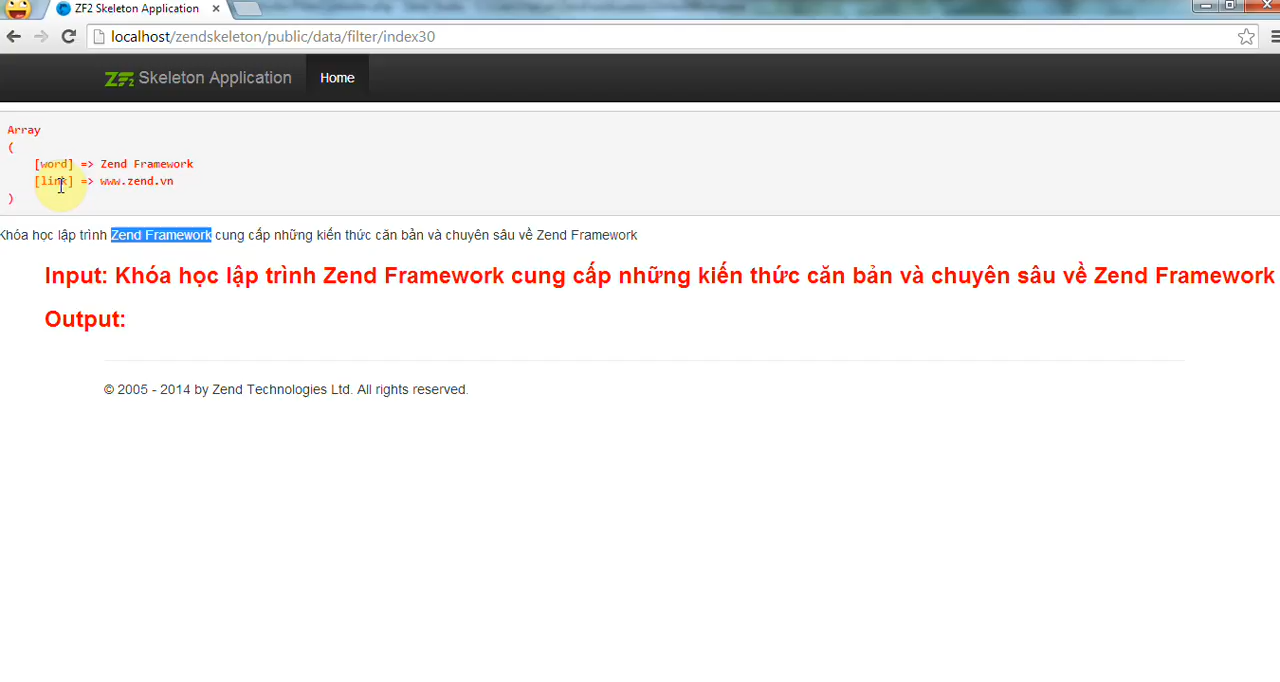 ZF2 Skeleton Application
localhost/zendskeleton/public/data/filter/index30
ZF2 Skeleton Application Home
Array
(
[word] => Zend Framework
[link] => www.zend.vn
)
Khóa học lập trình Zend Framework cung cấp những kiến thức căn bản và chuyên sâu về Zend Framework
Input: Khóa học lập trình Zend Framework cung cấp những kiến thức căn bản và chuyên sâu về Zend Framework
Output:
© 2005 - 2014 by Zend Technologies Ltd. All rights reserved.